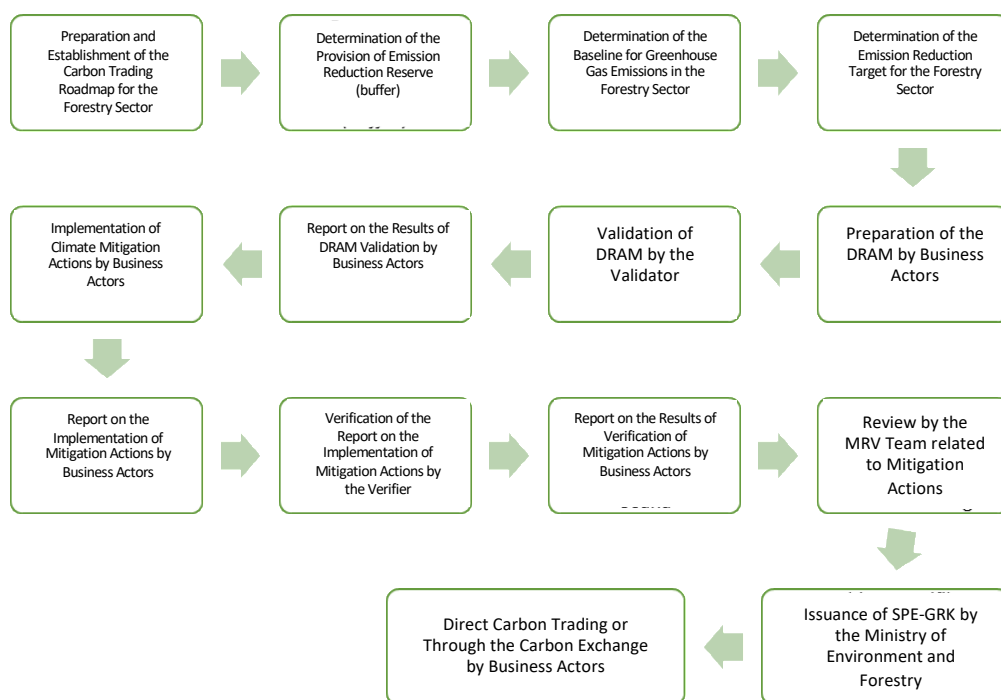 Preparation and
Establishment of the
Carbon Trading
Roadmap for the
Forestry Sector
Determination of the
Provision of Emission
Reduction Reserve
(buffer)
Determination of the
Baseline for Greenhouse
Gas Emissions in the
Forestry Sector
Determination of the
Emission Reduction
Target for the Forestry
Sector
Preparation of the
DRAM by Business
Actors
Validation of
DRAM by the
Validator
Report on the Results of
DRAM Validation by
Business Actors
Implementation of
Climate Mitigation
Actions by Business
Actors
Report on the
Implementation of
Mitigation Actions by
Business Actors
Verification of the
Report on the
Implementation of
Mitigation Actions by
the Verifier
Report on the Results of
Verification of
Mitigation Actions by
Business Actors
Review by the
MRV Team related
to Mitigation
Actions
Issuance of SPE-GRK by
the Ministry of
Environment and
Forestry
Direct Carbon Trading or
Through the Carbon Exchange
by Business Actors